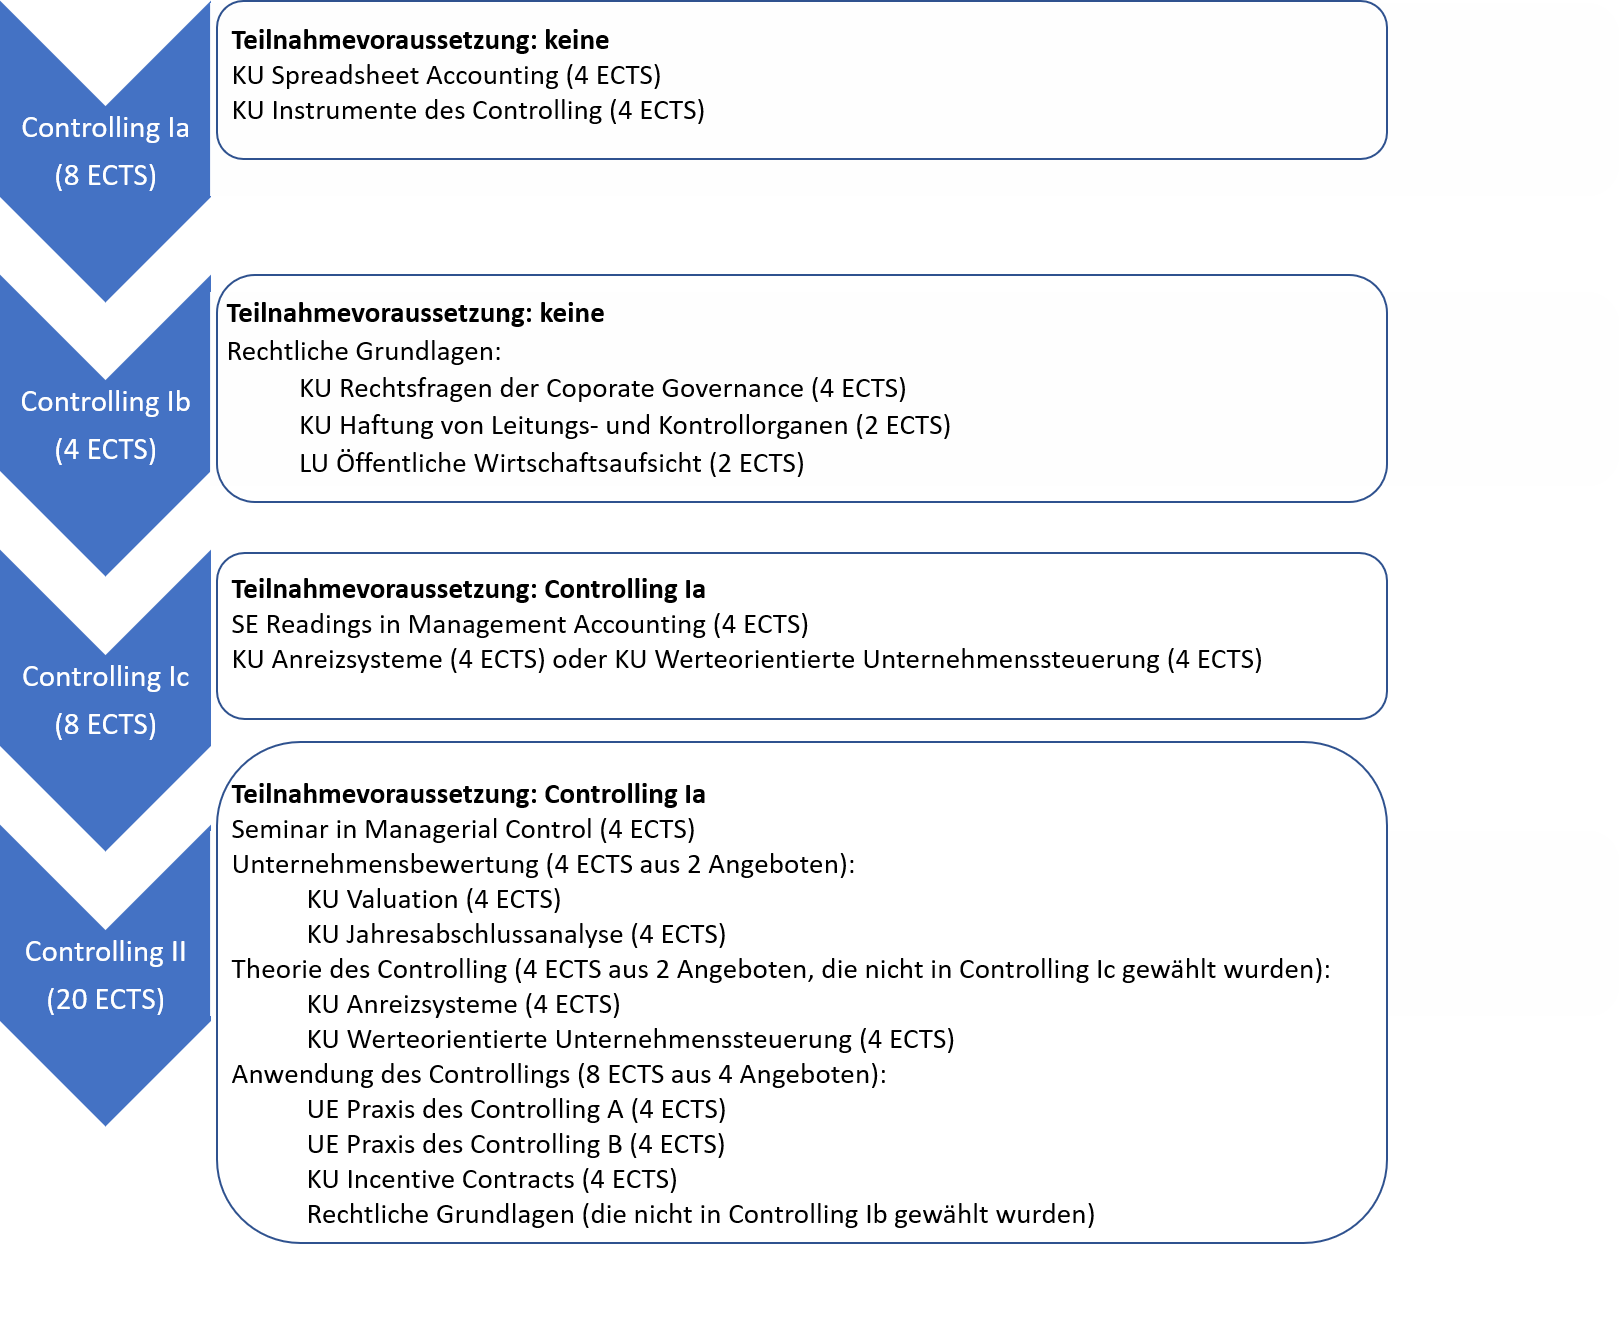 Controlling Ia
(8 ECTS)
Teilnahmevoraussetzung: keine
KU Spreadsheet Accounting (4 ECTS)
KU Instrumente des Controlling (4 ECTS)
Controlling Ib
(4 ECTS)
Teilnahmevoraussetzung: keine
Rechtliche Grundlagen:
KU Rechtsfragen der Coporate Governance (4 ECTS)
KU Haftung von Leitungs- und Kontrollorganen (2 ECTS)
LU Öffentliche Wirtschaftsaufsicht (2 ECTS)
Controlling Ic
(8 ECTS)
Teilnahmevoraussetzung: Controlling Ia
SE Readings in Management Accounting (4 ECTS)
KU Anreizsysteme (4 ECTS) oder KU Werteorientierte Unternehmenssteuerung (4 ECTS)
Controlling II
(20 ECTS)
Teilnahmevoraussetzung: Controlling Ia
Seminar in Managerial Control (4 ECTS)
Unternehmensbewertung (4 ECTS aus 2 Angeboten):
KU Valuation (4 ECTS)
KU Jahresabschlussanalyse (4 ECTS)
Theorie des Controlling (4 ECTS aus 2 Angeboten, die nicht in Controlling Ic gewählt wurden):
KU Anreizsysteme (4 ECTS)
KU Werteorientierte Unternehmenssteuerung (4 ECTS)
Anwendung des Controllings (8 ECTS aus 4 Angeboten):
UE Praxis des Controlling A (4 ECTS)
UE Praxis des Controlling B (4 ECTS)
KU Incentive Contracts (4 ECTS)
Rechtliche Grundlagen (die nicht in Controlling Ib gewählt wurden)